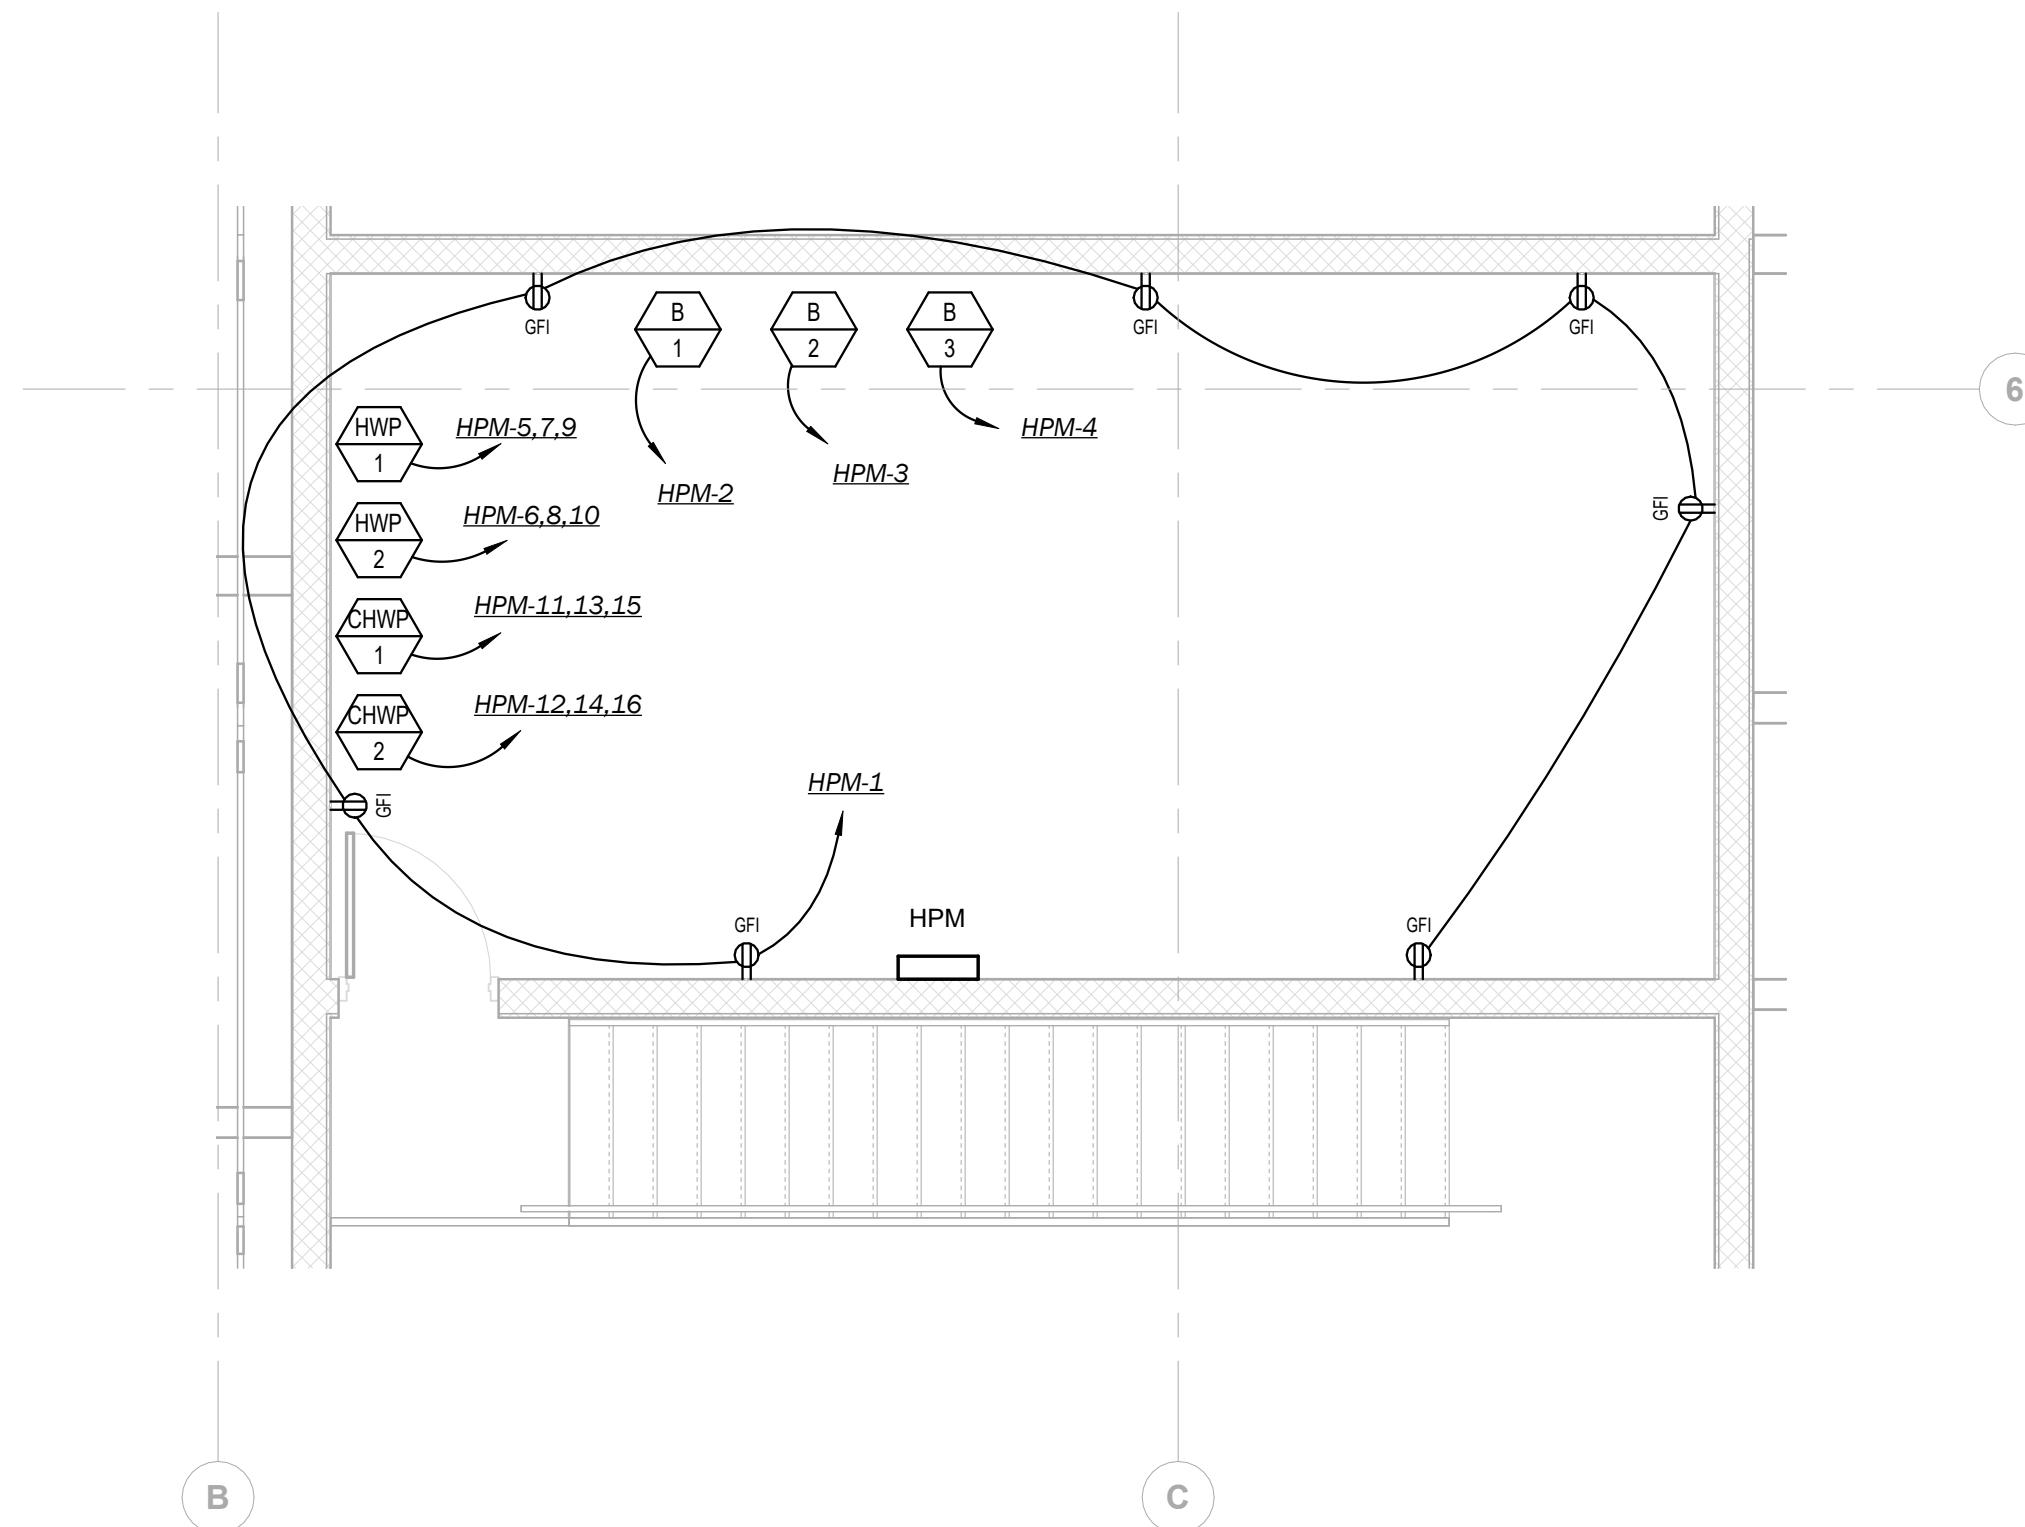 GFI
GFI
GFI
B
1
B
2
B
3
6
HWP
1
HPM-5,7,9
HPM-4
HPM-3
HPM-2
GFI
HWP
2
HPM-6,8,10
CHWP
1
HPM-11,13,15
CHWP
2
HPM-12,14,16
GFI
HPM-1
GFI
HPM
GFI
B
C